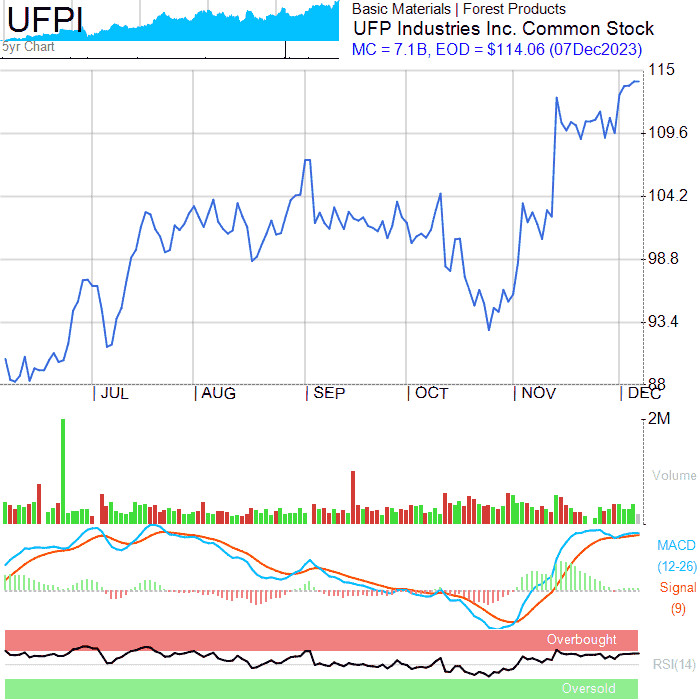 UFPI
5yr Chart
Basic Materials | Forest Products
UFP Industries Inc. Common Stock
MC = 7.1B, EOD = $114.06 (07Dec2023)
115
109.6
104.2
98.8
93.4
88
JUL AUG SEP OCT NOV DEC
2M
Volume
MACD
(12-26)
Signal
(9)
Overbought
RSI(14)
Oversold